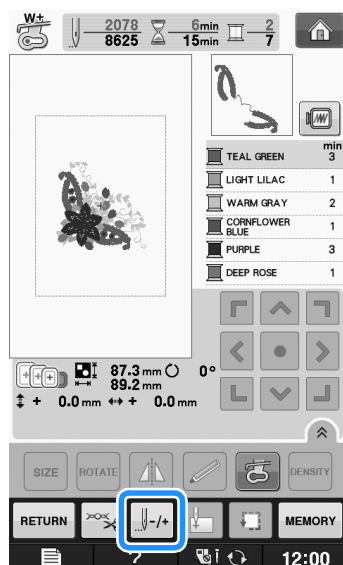 W+
2078
8625
6min
15min
2
7
min
TEAL GREEN 3
LIGHT LILAC 1
WARM GRAY 2
CORNFLOWER
BLUE 1
PURPLE 3
DEEP ROSE 1
87.3 mm 0°
89.2 mm
+ 0.0 mm + 0.0 mm
SIZE ROTATE DENSITY
RETURN -/+ MEMORY
? 12:00